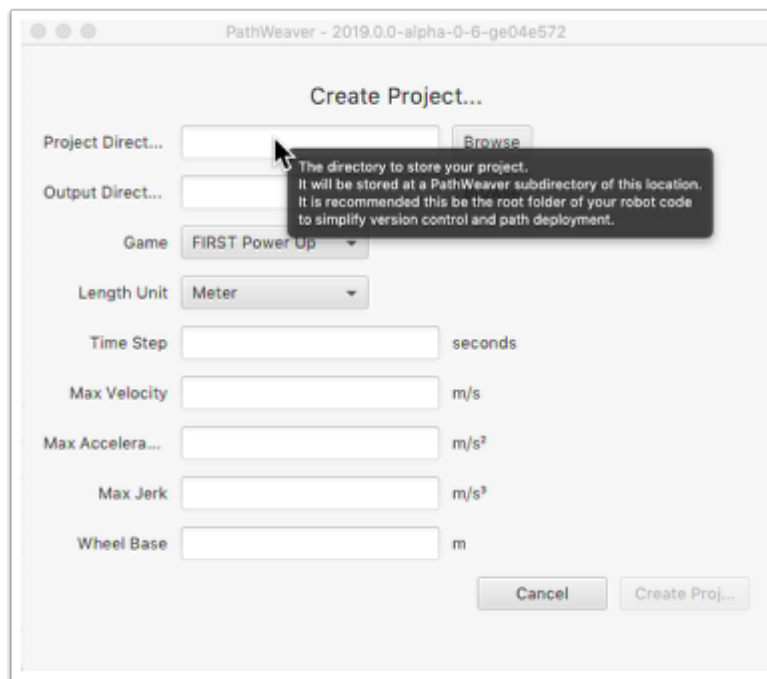 PathWeaver - 2019.0.0-alpha-0-6-ge04e572
Create Project...
Project Direct... Browse
The directory to store your project.
It will be stored at a PathWeaver subdirectory of this location.
It is recommended this be the root folder of your robot code
to simplify version control and path deployment.
Output Direct...
Game FIRST Power Up
Length Unit Meter
Time Step seconds
Max Velocity m/s
Max Accelera... m/s²
Max Jerk m/s³
Wheel Base m
Cancel Create Proj...